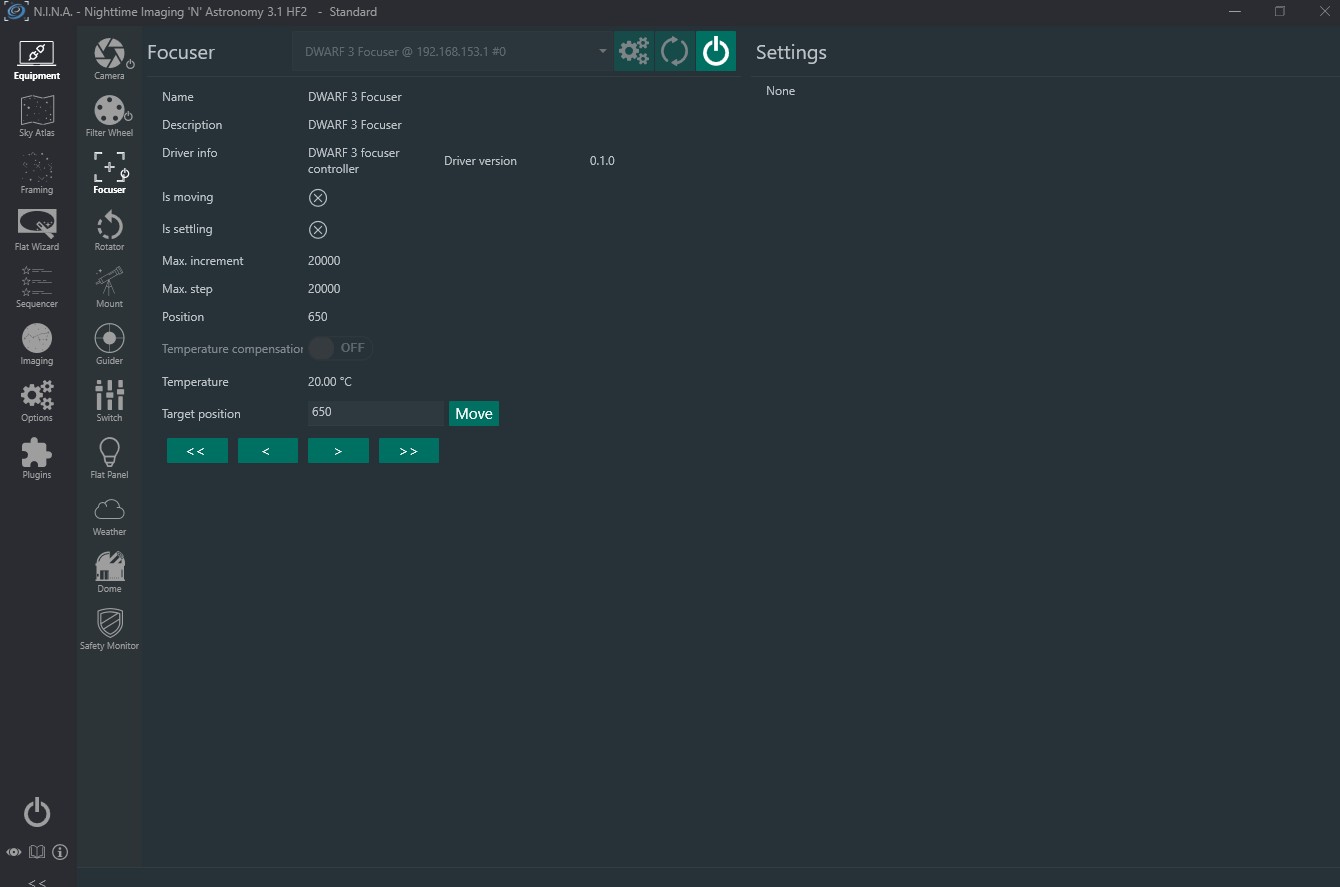 N.I.N.A. - Nighttime Imaging 'N' Astronomy 3.1 HF2 - Standard
Equipment
Sky Atlas
Framing
Flat Wizard
Sequencer
Imaging
Options
Plugins
<<
Camera
Filter Wheel
Focuser
Rotator
Mount
Guider
Switch
Flat Panel
Weather
Dome
Safety Monitor
Focuser
DWARF 3 Focuser @ 192.168.153.1 #0
Name DWARF 3 Focuser
Description DWARF 3 Focuser
Driver info DWARF 3 focuser controller Driver version 0.1.0
Is moving
Is settling
Max. increment 20000
Max. step 20000
Position 650
Temperature compensation OFF
Temperature 20.00 °C
Target position 650 Move
<< < > >>
Settings
None